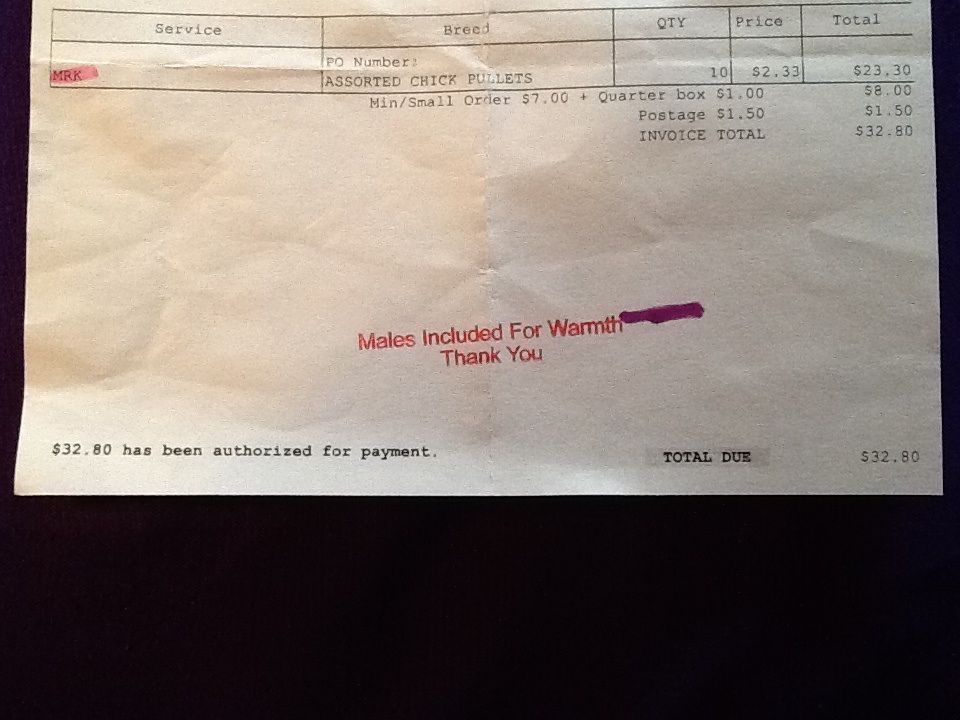 Service Breed QTY Price Total
PO Number:
MRK ASSORTED CHICK PULLETS 10 $2.33 $23.30
Min/Small Order $7.00 + Quarter box $1.00 $8.00
Postage $1.50 $1.50
INVOICE TOTAL $32.80
Males Included For Warmth
Thank You
$32.80 has been authorized for payment. TOTAL DUE $32.80